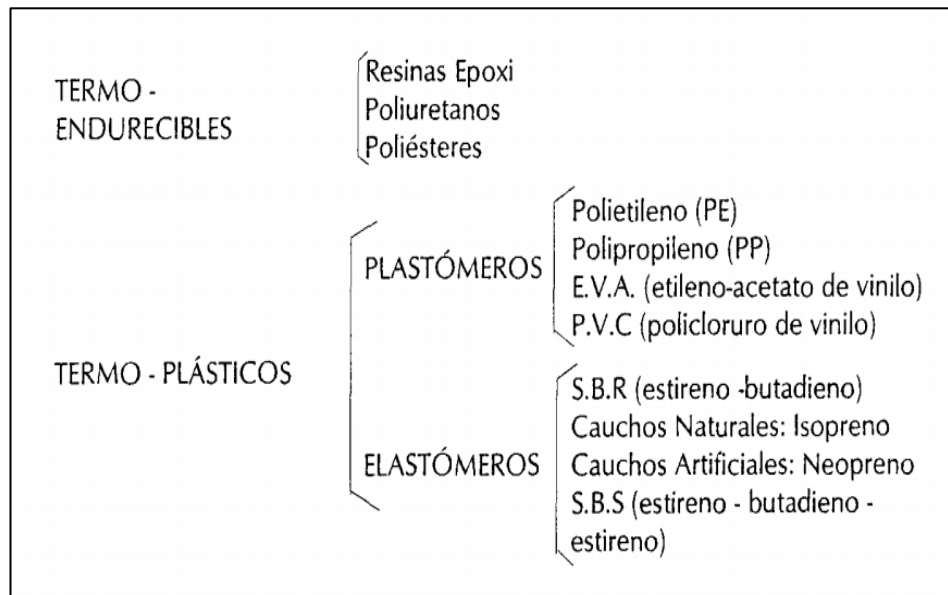 TERMO -
ENDURECIBLES
Resinas Epoxi
Poliuretanos
Poliésteres
TERMO - PLÁSTICOS
PLASTÓMEROS
Polietileno (PE)
Polipropileno (PP)
E.V.A. (etileno-acetato de vinilo)
P.V.C (policloruro de vinilo)
ELASTÓMEROS
S.B.R (estireno -butadieno)
Cauchos Naturales: Isopreno
Cauchos Artificiales: Neopreno
S.B.S (estireno - butadieno -
estireno)